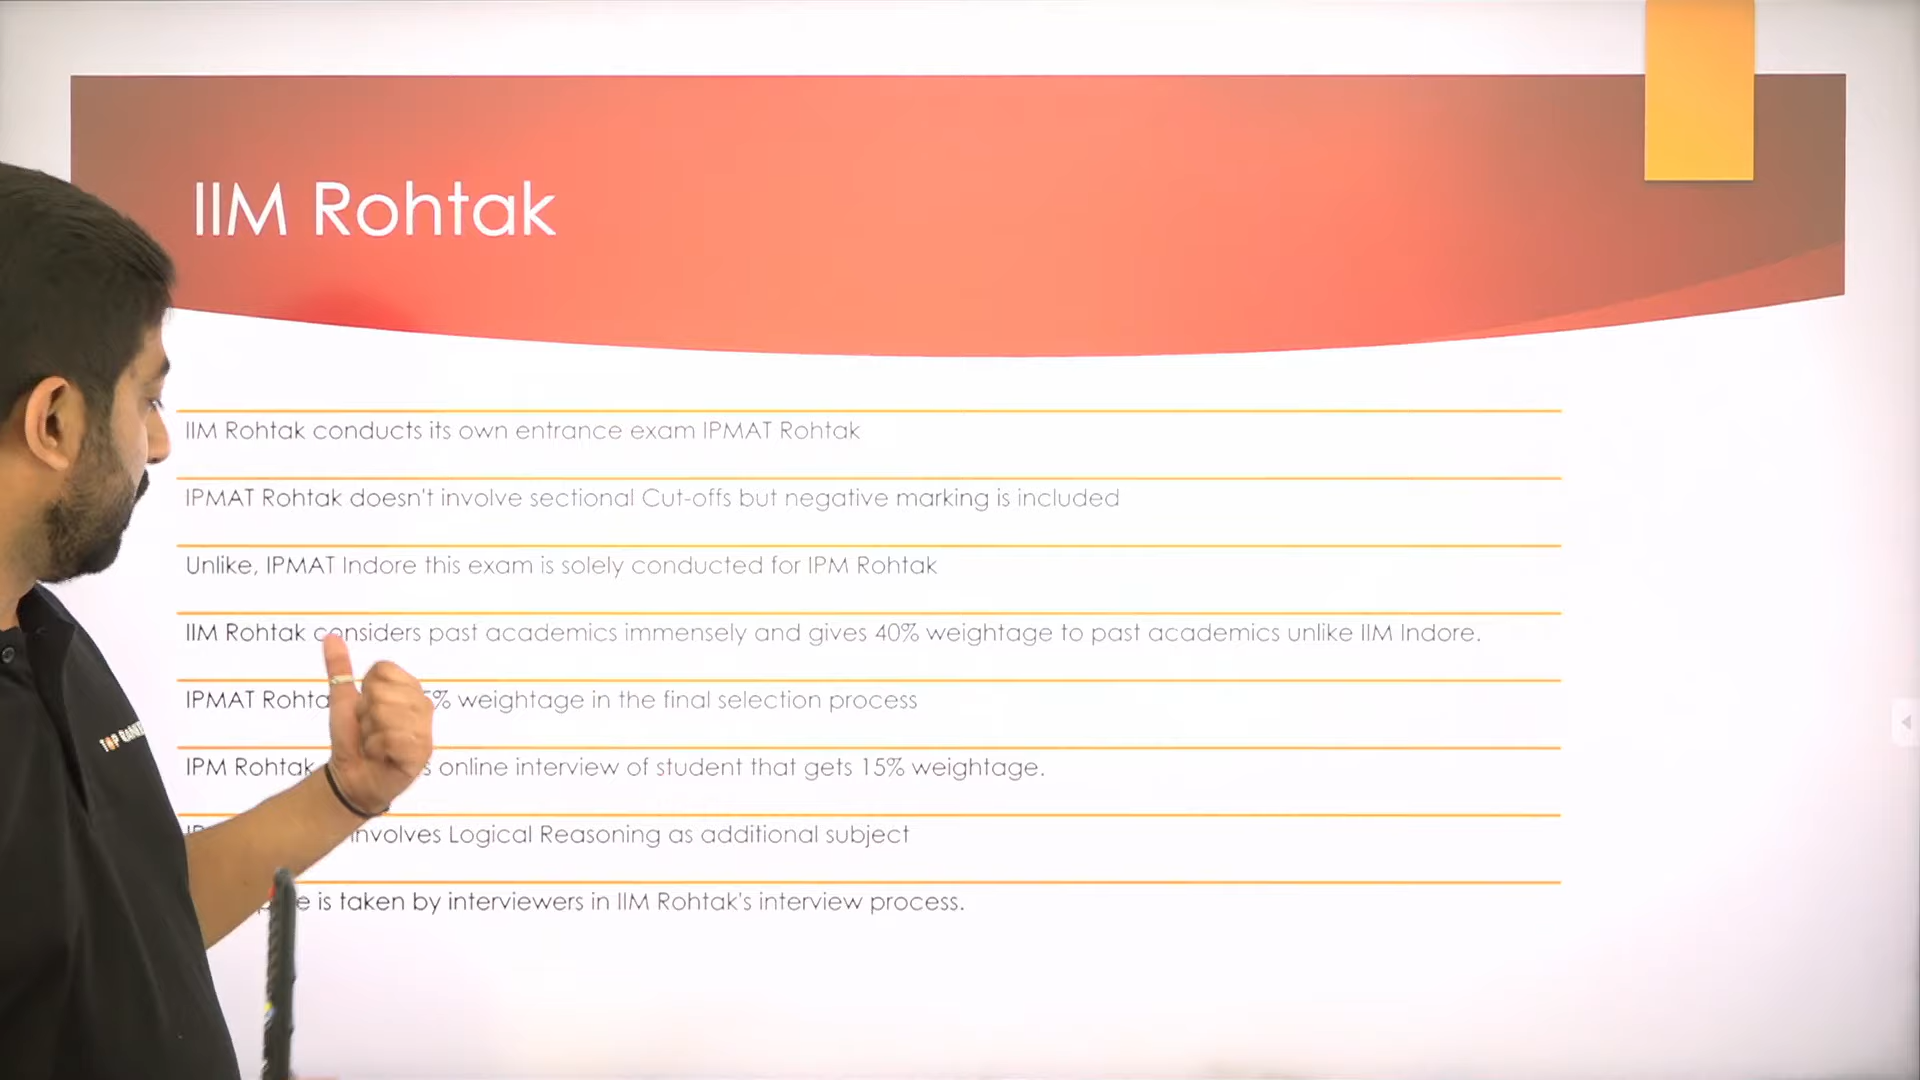 IIM Rohtak
IIM Rohtak conducts its own entrance exam IPMAT Rohtak
IPMAT Rohtak doesn't involve sectional Cut-offs but negative marking is included
Unlike, IPMAT Indore this exam is solely conducted for IPM Rohtak
IIM Rohtak considers past academics immensely and gives 40% weightage to past academics unlike IIM Indore.
IPMAT weightage in the final selection process
IPM Rohtak online interview of student that gets 15% weightage.
involves Logical Reasoning as additional subject
is taken by interviewers in IIM Rohtak's interview process.
TOP